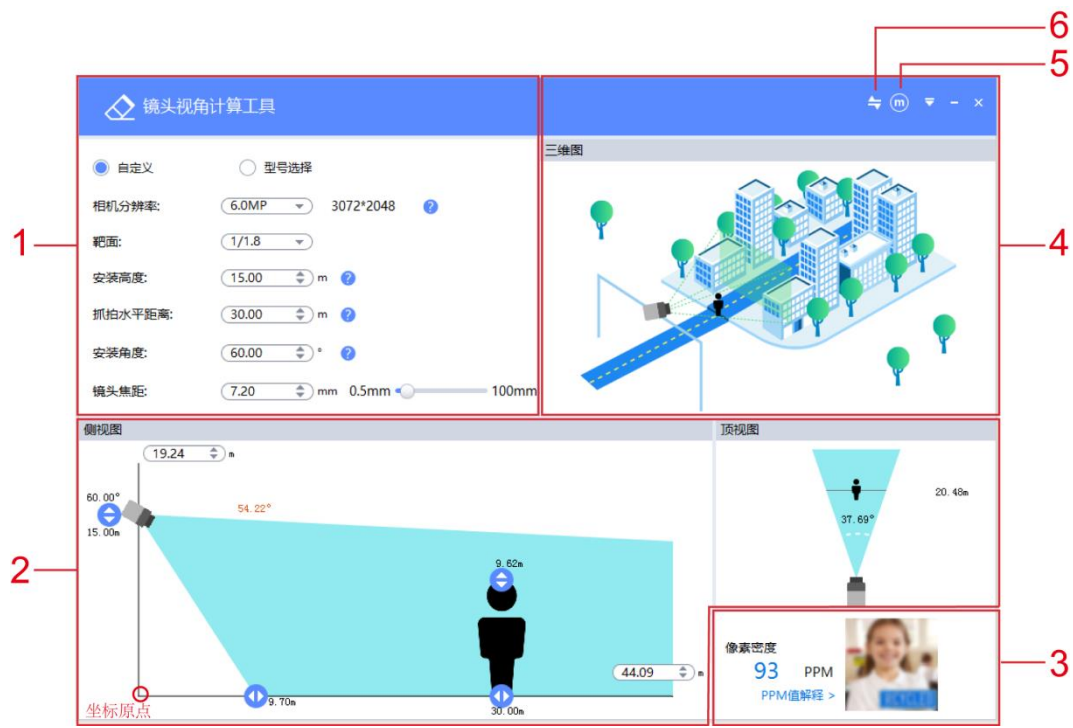 6
5
镜头视角计算工具
m
三维图
自定义
型号选择
相机分辨率:
6.0MP
3072*2048
?
1
靶面:
1/1.8
4
安装高度:
15.00
m
?
抓拍水平距离:
30.00
m
?
安装角度:
60.00
°
?
镜头焦距:
7.20
mm
0.5mm
100mm
侧视图
顶视图
19.24
m
60.00°
54.22°
15.00m
20.48m
37.69°
2
9.62m
44.09
m
9.70m
30.00m
坐标原点
像素密度
93
PPM
PPM值解释 >
3